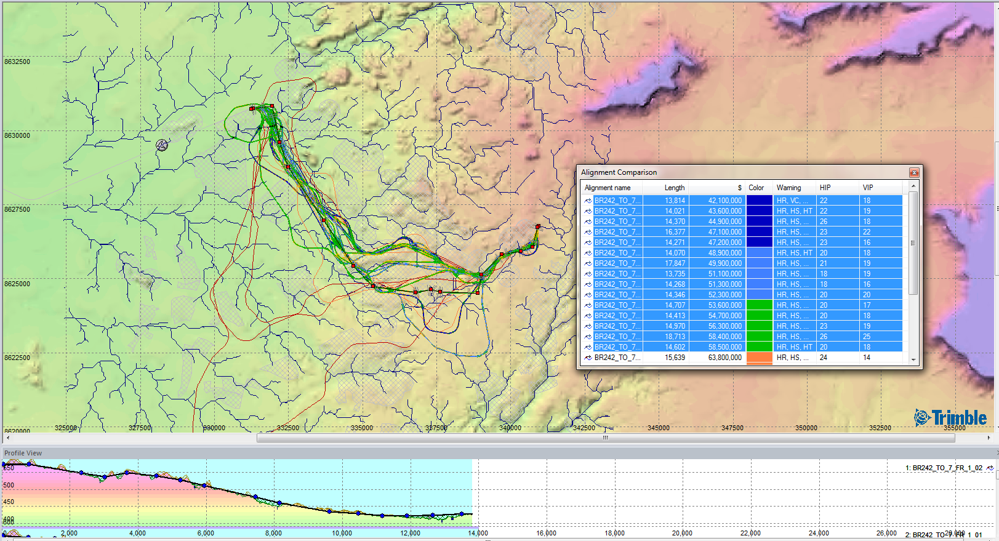 8632500
8630000
8627500
8625000
8622500
8620000
325000 327500 330000 332500 335000 337500 340000 342500 345000 347500 350000 352500 355000
Alignment Comparison
Alignment name Length $ Color Warning HIP VIP
BR242_TO_7... 13,814 42,100,000 HR, VC, ... 22 18
BR242_TO_7... 14,021 43,600,000 HR, HS, HT 22 19
BR242_TO_7... 14,370 44,900,000 HR, HS, ... 26 18
BR242_TO_7... 16,377 47,100,000 HR, HS, ... 23 22
BR242_TO_7... 14,271 47,200,000 HR, HS, ... 23 16
BR242_TO_7... 14,070 48,900,000 HR, HS, HT 20 18
BR242_TO_7... 17,847 49,900,000 HR, HS, ... 21 19
BR242_TO_7... 13,735 51,100,000 HR, HS, ... 18 19
BR242_TO_7... 14,268 51,300,000 HR, HS, ... 18 16
BR242_TO_7... 14,346 52,300,000 HR, HS, ... 20 20
BR242_TO_7... 14,707 53,600,000 HR, HS, ... 20 17
BR242_TO_7... 14,413 54,700,000 HR, HS, ... 20 18
BR242_TO_7... 14,970 56,300,000 HR, HS, ... 23 19
BR242_TO_7... 18,713 58,400,000 HR, HS, ... 26 25
BR242_TO_7... 14,602 58,500,000 HR, HS, HT 20 18
BR242_TO_7... 15,639 63,800,000 HR, HS, ... 24 14
Trimble
Profile View
1: BR242_TO_7_FR_1_02
550
500
450
400
0 2,000 4,000 6,000 8,000 10,000 12,000 14,000 16,000 18,000 20,000 22,000 24,000 26,000 28,000
2: BR242_TO_7_FR_1_01